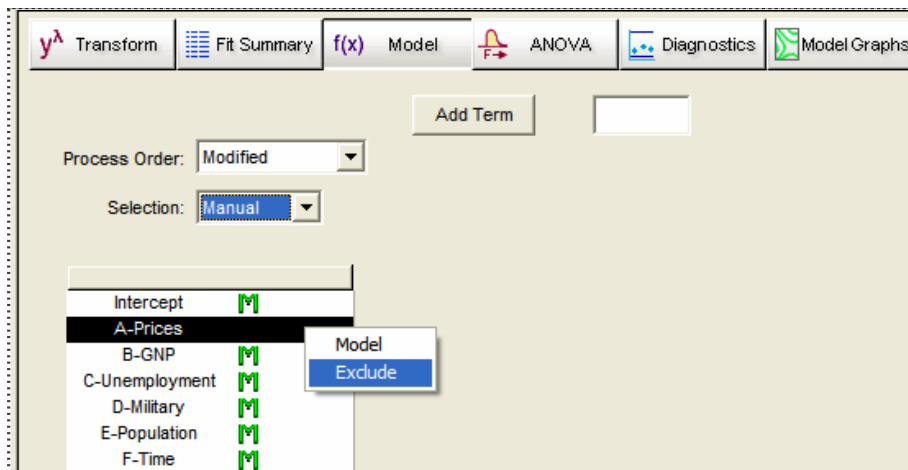 yλ Transform Fit Summary f(x) Model F ANOVA Diagnostics Model Graphs
Add Term
Process Order: Modified
Selection: Manual
Intercept M
A-Prices
Model
B-GNP M
Exclude
C-Unemployment M
D-Military M
E-Population M
F-Time M